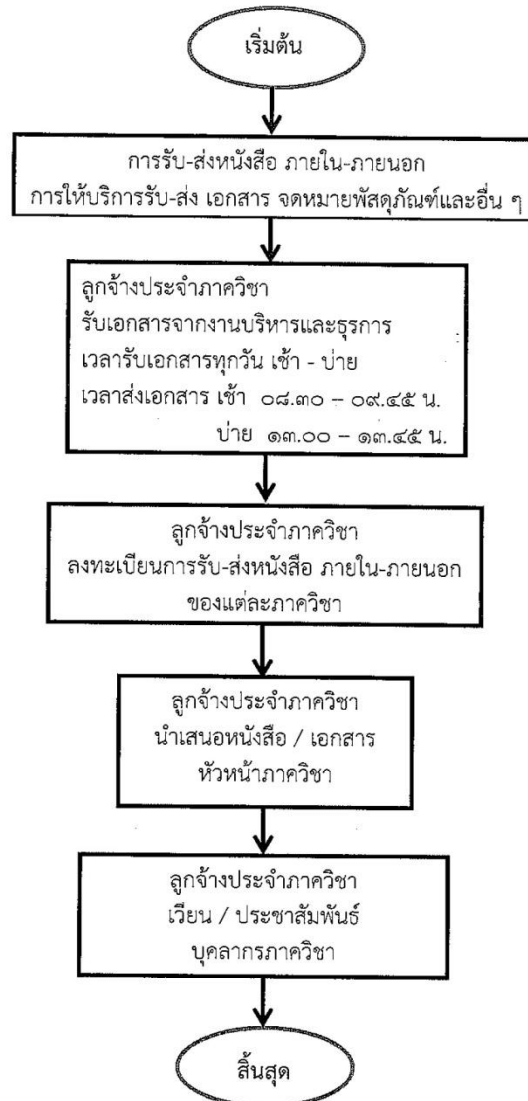 เริ่มต้น
การรับ-ส่งหนังสือ ภายใน-ภายนอก
การให้บริการรับ-ส่ง เอกสาร จดหมายพัสดุภัณฑ์และอื่น ๆ
ลูกจ้างประจำภาควิชา
รับเอกสารจากงานบริหารและธุรการ
เวลารับเอกสารทุกวัน เช้า - บ่าย
เวลาส่งเอกสาร เช้า ๐๘.๓๐ – ๐๙.๔๕ น.
บ่าย ๑๓.๐๐ – ๑๓.๔๕ น.
ลูกจ้างประจำภาควิชา
ลงทะเบียนการรับ-ส่งหนังสือ ภายใน-ภายนอก
ของแต่ละภาควิชา
ลูกจ้างประจำภาควิชา
นำเสนอหนังสือ / เอกสาร
หัวหน้าภาควิชา
ลูกจ้างประจำภาควิชา
เวียน / ประชาสัมพันธ์
บุคลากรภาควิชา
สิ้นสุด